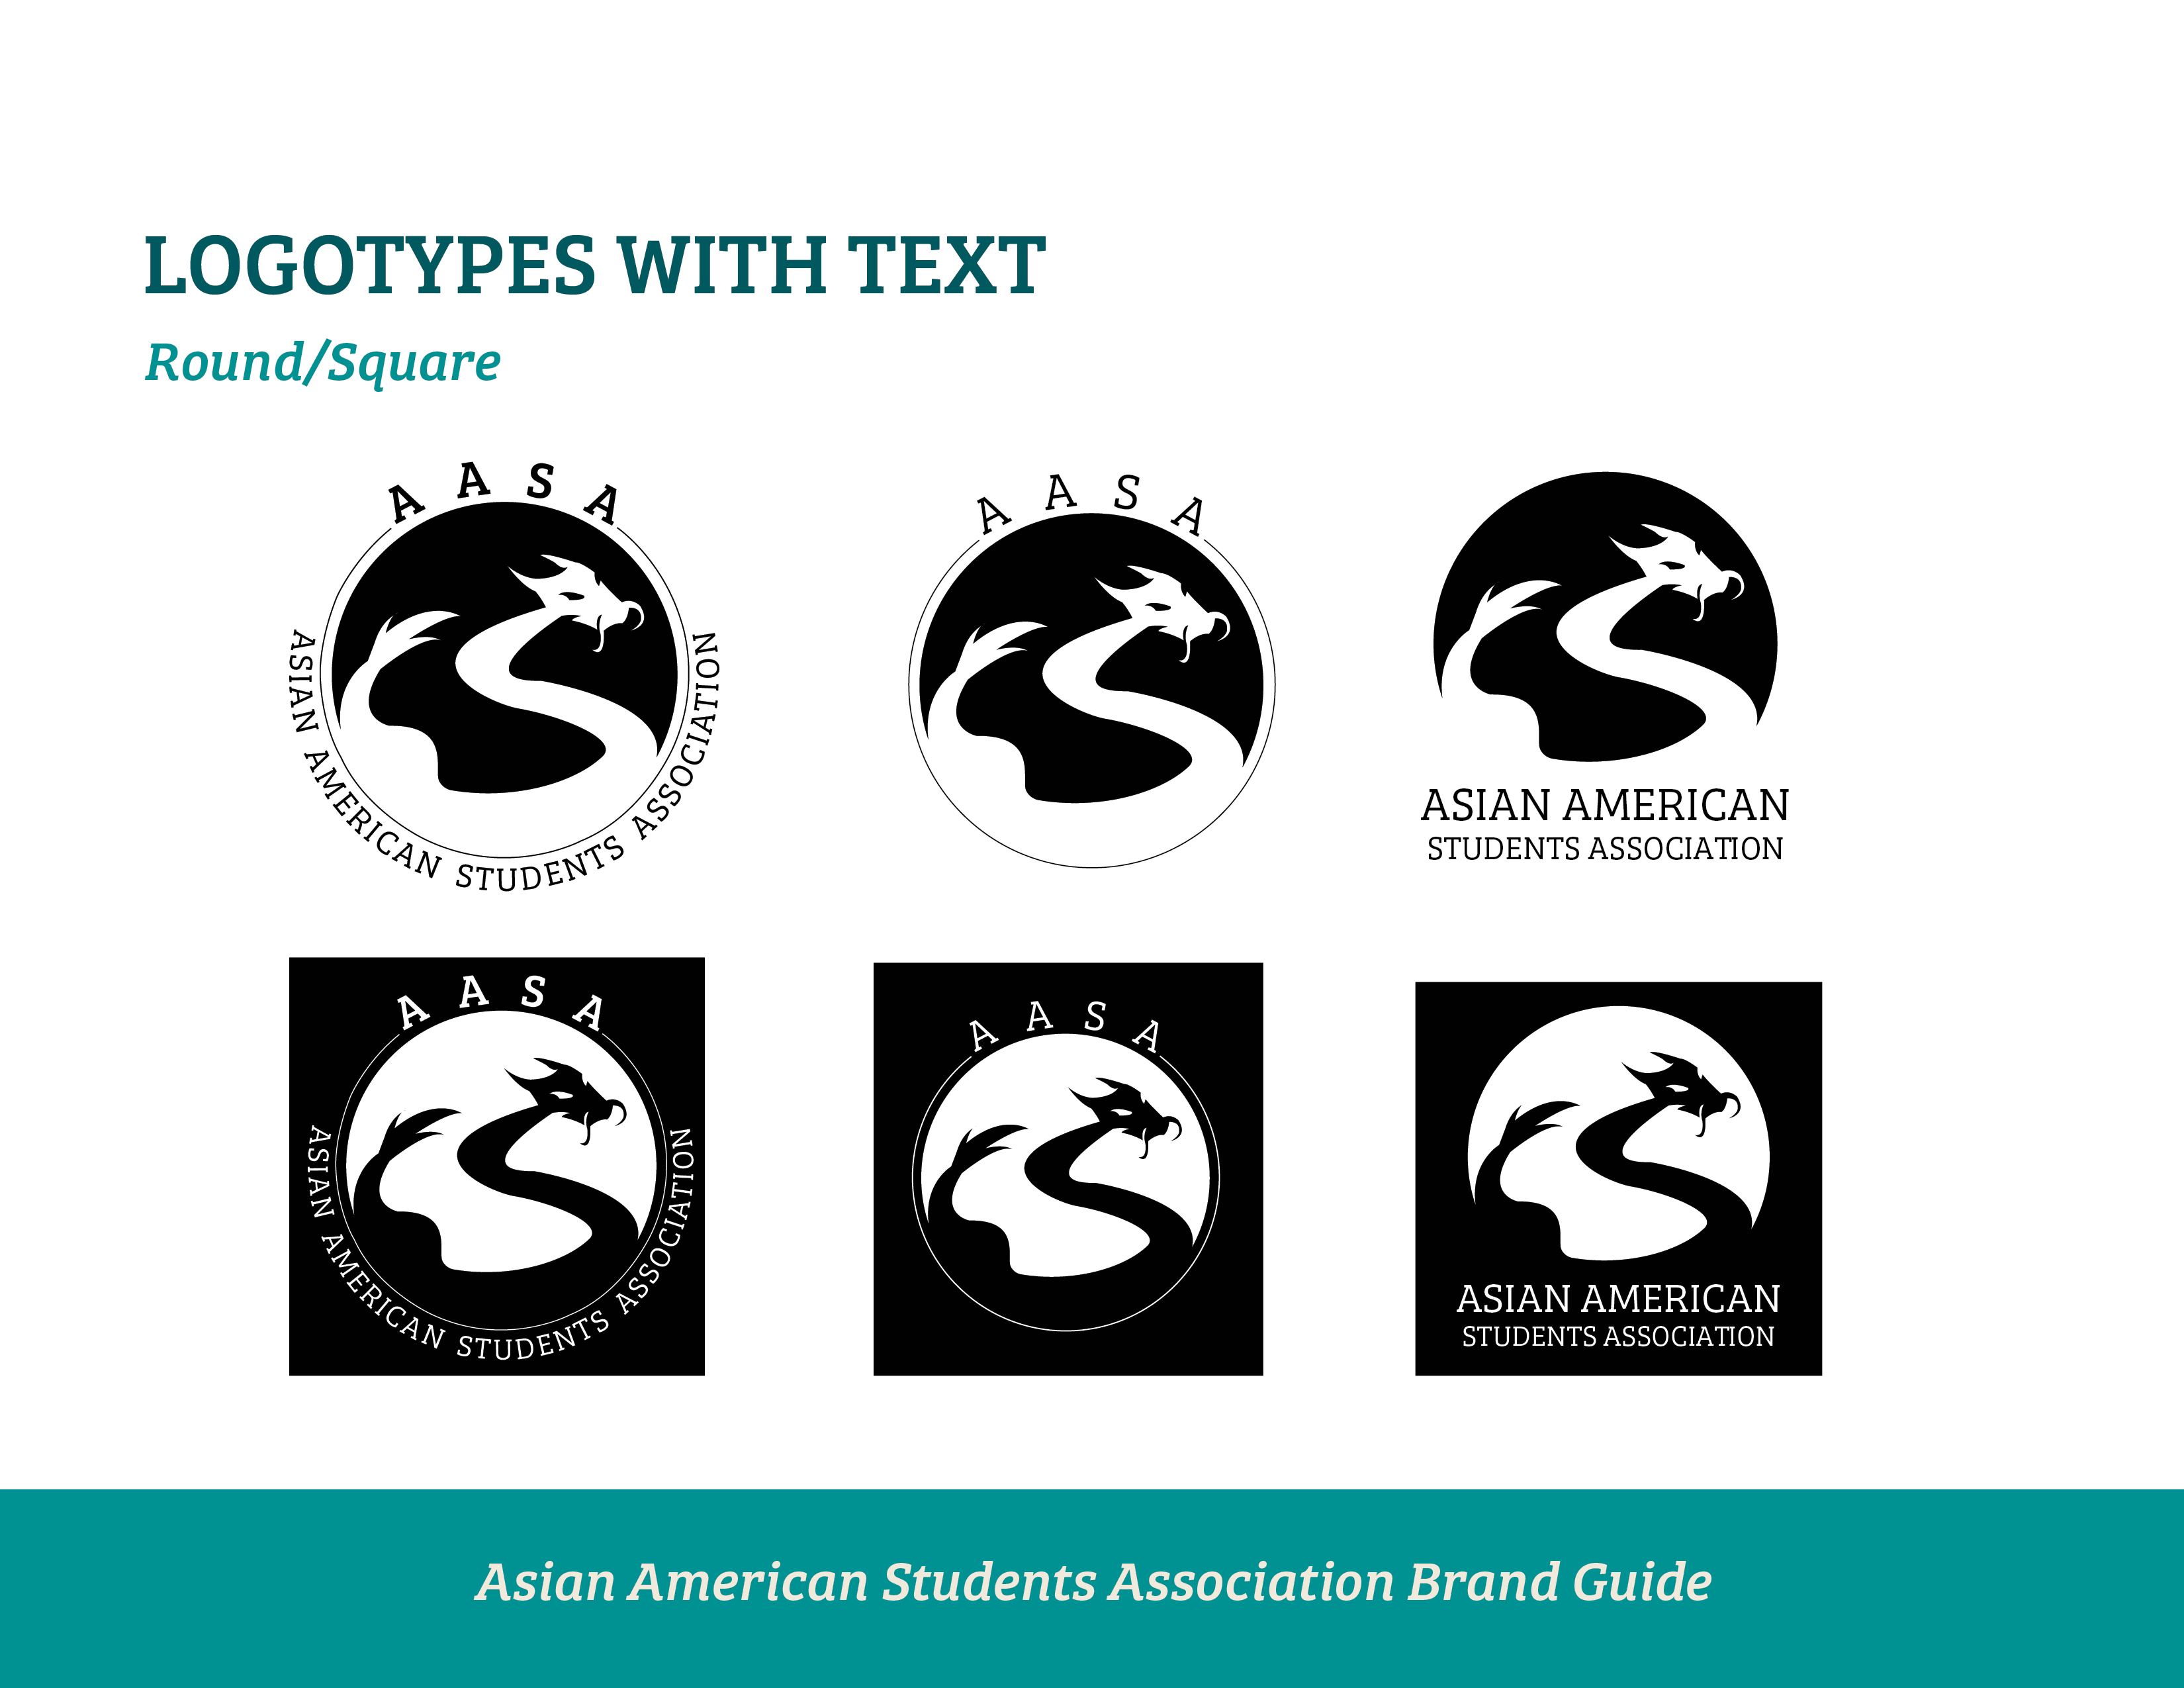 LOGOTYPES WITH TEXT
Round/Square
A A S A
ASIAN AMERICAN STUDENTS ASSOCIATION
A A S A
ASIAN AMERICAN
STUDENTS ASSOCIATION
A A S A
ASIAN AMERICAN STUDENTS ASSOCIATION
A A S A
ASIAN AMERICAN
STUDENTS ASSOCIATION
Asian American Students Association Brand Guide